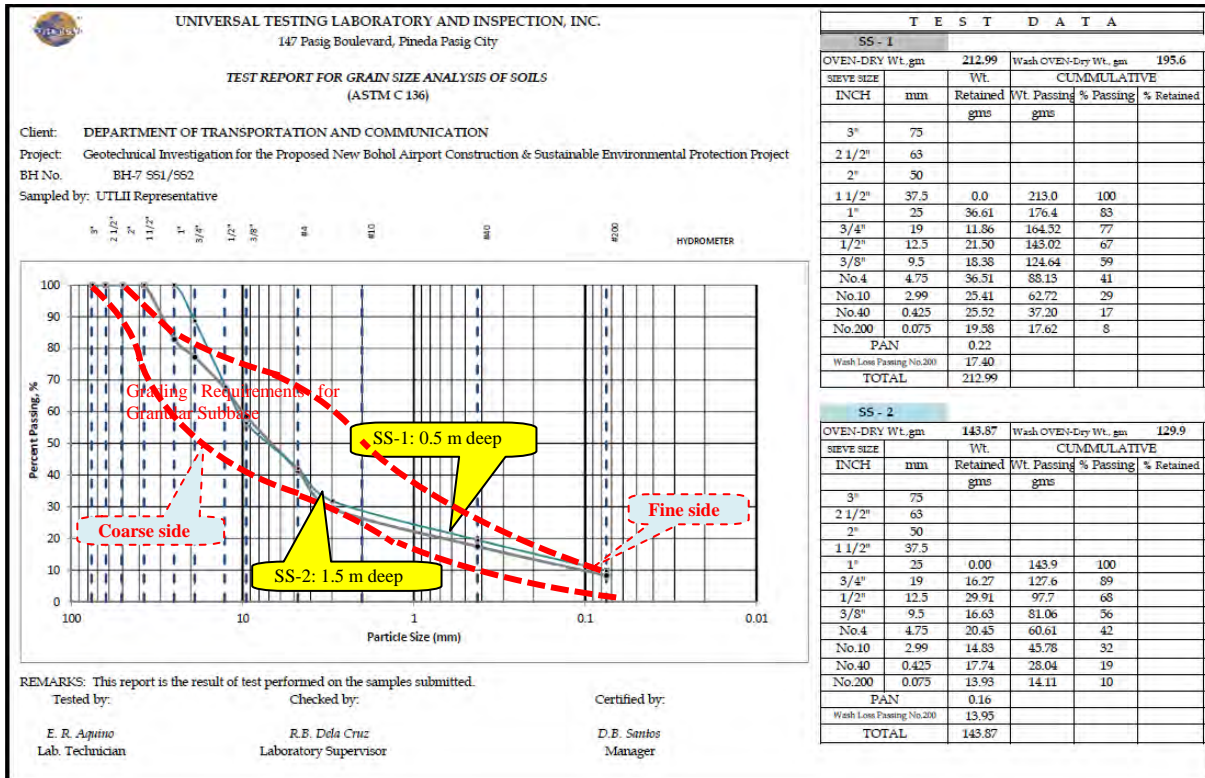 UNIVERSAL TESTING LABORATORY AND INSPECTION, INC.
147 Pasig Boulevard, Pineda Pasig City
TEST REPORT FOR GRAIN SIZE ANALYSIS OF SOILS
(ASTM C 136)
Client: DEPARTMENT OF TRANSPORTATION AND COMMUNICATION
Project: Geotechnical Investigation for the Proposed New Bohol Airport Construction & Sustainable Environmental Protection Project
BH No. BH-7 SS1/SS2
Sampled by: UTLII Representative
3" 2 1/2" 2" 1 1/2" 1" 3/4" 1/2" 3/8" #4 #10 #40 #200 HYDROMETER
100
90
80
70
60
50
40
30
20
10
0
Percent Passing, %
Grading Requirements for
Granular Subbase
SS-1: 0.5 m deep
Coarse side
Fine side
SS-2: 1.5 m deep
100 10 1 0.1 0.01
Particle Size (mm)
REMARKS: This report is the result of test performed on the samples submitted.
Tested by: Checked by: Certified by:
E. R. Aquino R.B. Dela Cruz D.B. Santos
Lab. Technician Laboratory Supervisor Manager
T E S T D A T A
SS - 1
OVEN-DRY Wt.,gm 212.99 Wash OVEN-Dry Wt., gm 195.6
SIEVE SIZE Wt. CUMMULATIVE
INCH mm Retained Wt. Passing % Passing % Retained
gms gms
3" 75
2 1/2" 63
2" 50
1 1/2" 37.5 0.0 213.0 100
1" 25 36.61 176.4 83
3/4" 19 11.86 164.52 77
1/2" 12.5 21.50 143.02 67
3/8" 9.5 18.38 124.64 59
No.4 4.75 36.51 88.13 41
No.10 2.99 25.41 62.72 29
No.40 0.425 25.52 37.20 17
No.200 0.075 19.58 17.62 8
PAN 0.22
Wash Loss Passing No.200 17.40
TOTAL 212.99
SS - 2
OVEN-DRY Wt.,gm 143.87 Wash OVEN-Dry Wt., gm 129.9
SIEVE SIZE Wt. CUMMULATIVE
INCH mm Retained Wt. Passing % Passing % Retained
gms gms
3" 75
2 1/2" 63
2" 50
1 1/2" 37.5
1" 25 0.00 143.9 100
3/4" 19 16.27 127.6 89
1/2" 12.5 29.91 97.7 68
3/8" 9.5 16.63 81.06 56
No.4 4.75 20.45 60.61 42
No.10 2.99 14.83 45.78 32
No.40 0.425 17.74 28.04 19
No.200 0.075 13.93 14.11 10
PAN 0.16
Wash Loss Passing No.200 13.95
TOTAL 143.87